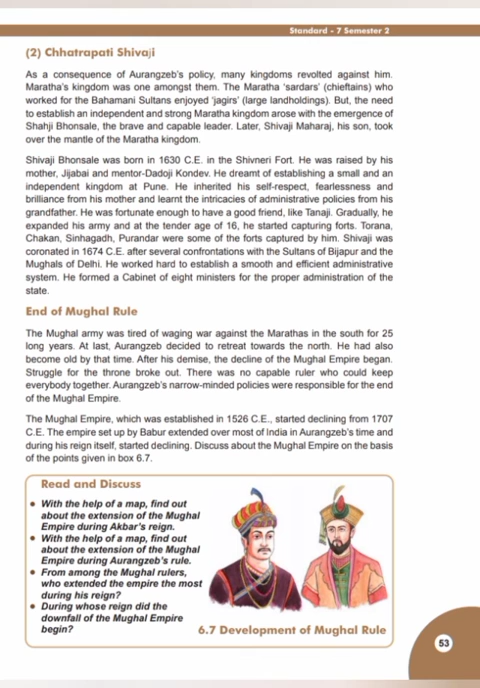 Standard - 7 Semester 2
(2) Chhatrapati Shivaji
As a consequence of Aurangzeb's policy, many kingdoms revolted against him.
Maratha's kingdom was one amongst them. The Maratha 'sardars' (chieftains) who
worked for the Bahamani Sultans enjoyed 'jagirs' (large landholdings). But, the need
to establish an independent and strong Maratha kingdom arose with the emergence of
Shahji Bhonsale, the brave and capable leader. Later, Shivaji Maharaj, his son, took
over the mantle of the Maratha kingdom.
Shivaji Bhonsale was born in 1630 C.E. in the Shivneri Fort. He was raised by his
mother, Jijabai and mentor-Dadoji Kondev. He dreamt of establishing a small and an
independent kingdom at Pune. He inherited his self-respect, fearlessness and
brilliance from his mother and learnt the intricacies of administrative policies from his
grandfather. He was fortunate enough to have a good friend, like Tanaji. Gradually, he
expanded his army and at the tender age of 16, he started capturing forts. Torana,
Chakan, Sinhagadh, Purandar were some of the forts captured by him. Shivaji was
coronated in 1674 C.E. after several confrontations with the Sultans of Bijapur and the
Mughals of Delhi. He worked hard to establish a smooth and efficient administrative
system. He formed a Cabinet of eight ministers for the proper administration of the
state.
End of Mughal Rule
The Mughal army was tired of waging war against the Marathas in the south for 25
long years. At last, Aurangzeb decided to retreat towards the north. He had also
become old by that time. After his demise, the decline of the Mughal Empire began.
Struggle for the throne broke out. There was no capable ruler who could keep
everybody together. Aurangzeb's narrow-minded policies were responsible for the end
of the Mughal Empire.
The Mughal Empire, which was established in 1526 C.E., started declining from 1707
C.E. The empire set up by Babur extended over most of India in Aurangzeb's time and
during his reign itself, started declining. Discuss about the Mughal Empire on the basis
of the points given in box 6.7.
Read and Discuss
• With the help of a map, find out
about the extension of the Mughal
Empire during Akbar's reign.
• With the help of a map, find out
about the extension of the Mughal
Empire during Aurangzeb's rule.
• From among the Mughal rulers,
who extended the empire the most
during his reign?
• During whose reign did the
downfall of the Mughal Empire
begin?
6.7 Development of Mughal Rule
53